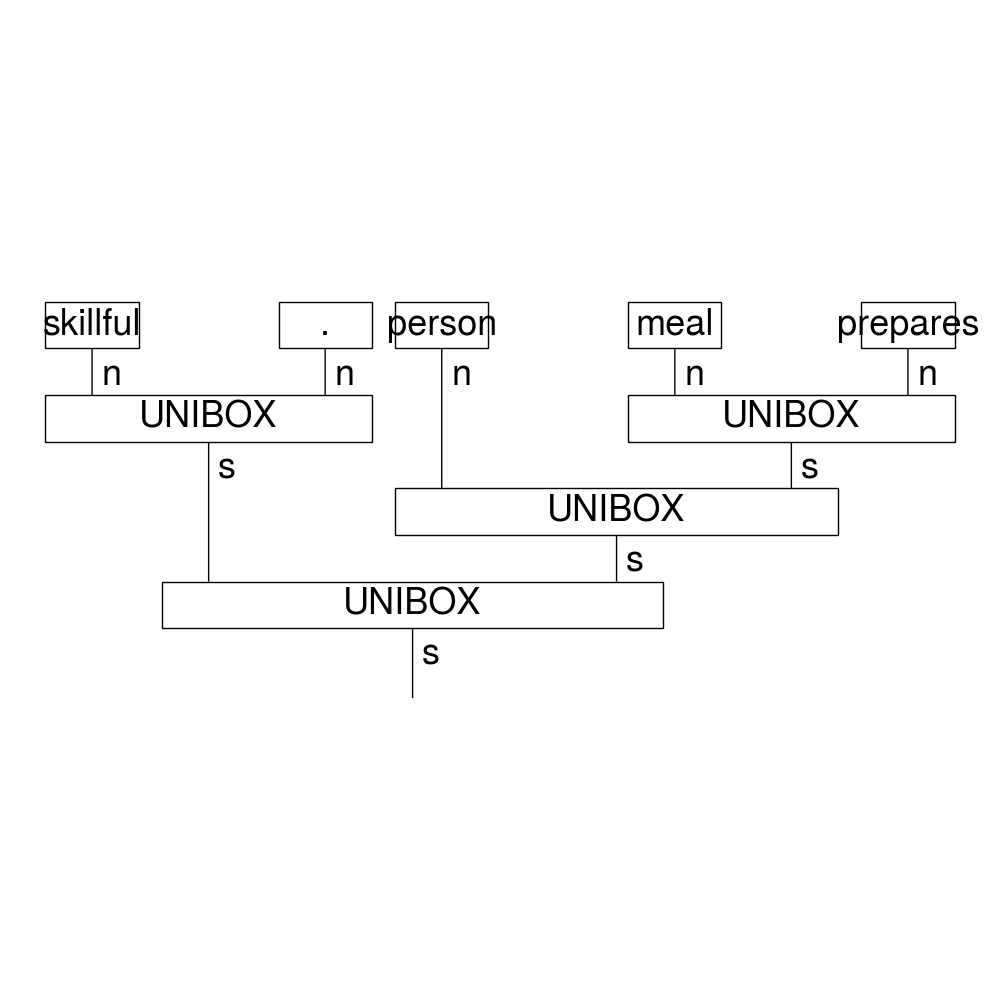 skillful . person meal prepares
n n n n n
UNIBOX UNIBOX
s s
UNIBOX
s
UNIBOX
s